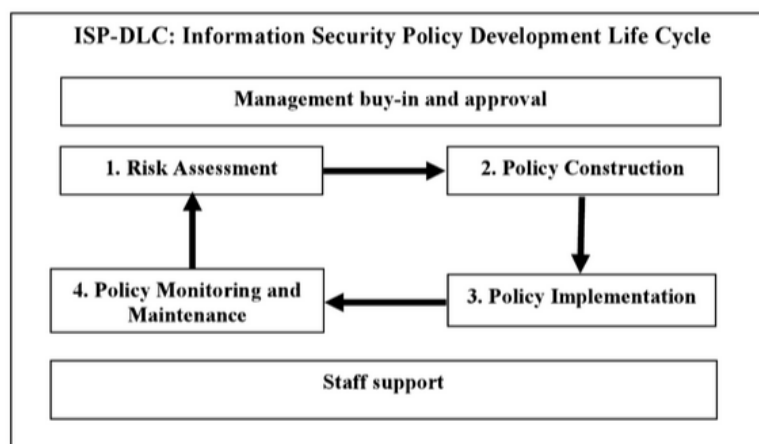 ISP-DLC: Information Security Policy Development Life Cycle
Management buy-in and approval
1. Risk Assessment
2. Policy Construction
4. Policy Monitoring and
Maintenance
3. Policy Implementation
Staff support